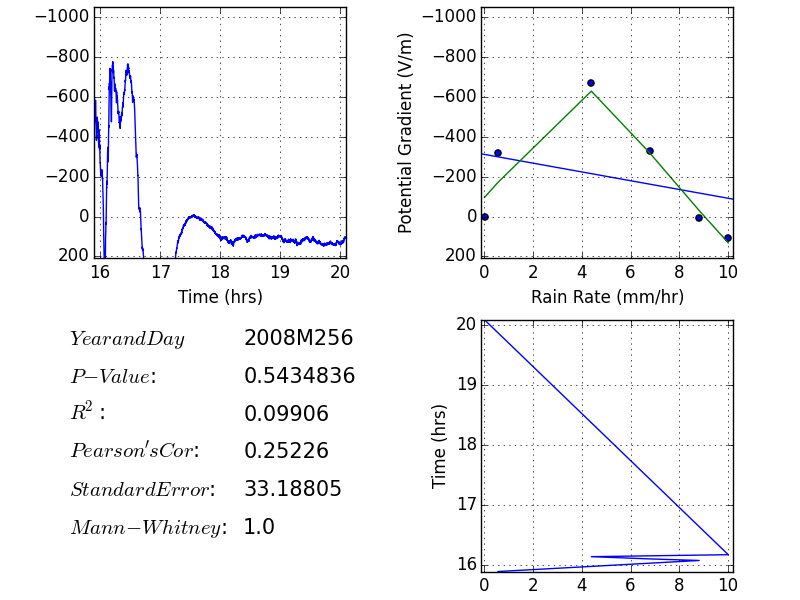 −1000
−800
−600
−400
−200
0
200
16 17 18 19 20
Time (hrs)
Potential Gradient (V/m)
−1000
−800
−600
−400
−200
0
200
0 2 4 6 8 10
Rain Rate (mm/hr)
YearandDay 2008M256
P−Value: 0.5434836
R² : 0.09906
Pearson'sCor: 0.25226
StandardError: 33.18805
Mann−Whitney: 1.0
Time (hrs)
20
19
18
17
16
0 2 4 6 8 10